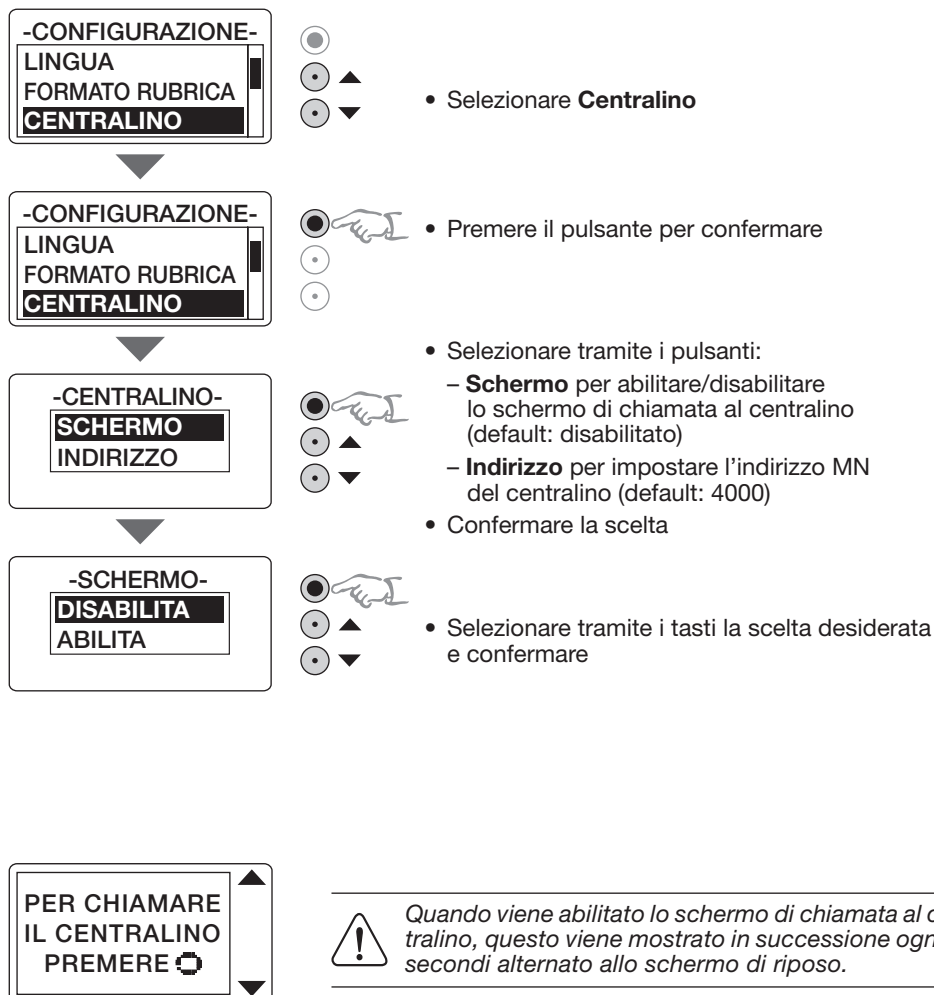 -CONFIGURAZIONE-
LINGUA
FORMATO RUBRICA
CENTRALINO
• Selezionare Centralino
-CONFIGURAZIONE-
LINGUA
FORMATO RUBRICA
CENTRALINO
• Premere il pulsante per confermare
• Selezionare tramite i pulsanti:
– Schermo per abilitare/disabilitare
lo schermo di chiamata al centralino
(default: disabilitato)
– Indirizzo per impostare l'indirizzo MN
del centralino (default: 4000)
• Confermare la scelta
-CENTRALINO-
SCHERMO
INDIRIZZO
-SCHERMO-
DISABILITA
ABILITA
• Selezionare tramite i tasti la scelta desiderata
e confermare
PER CHIAMARE
IL CENTRALINO
PREMERE
Quando viene abilitato lo schermo di chiamata al
tralino, questo viene mostrato in successione
secondi alternato allo schermo di riposo.